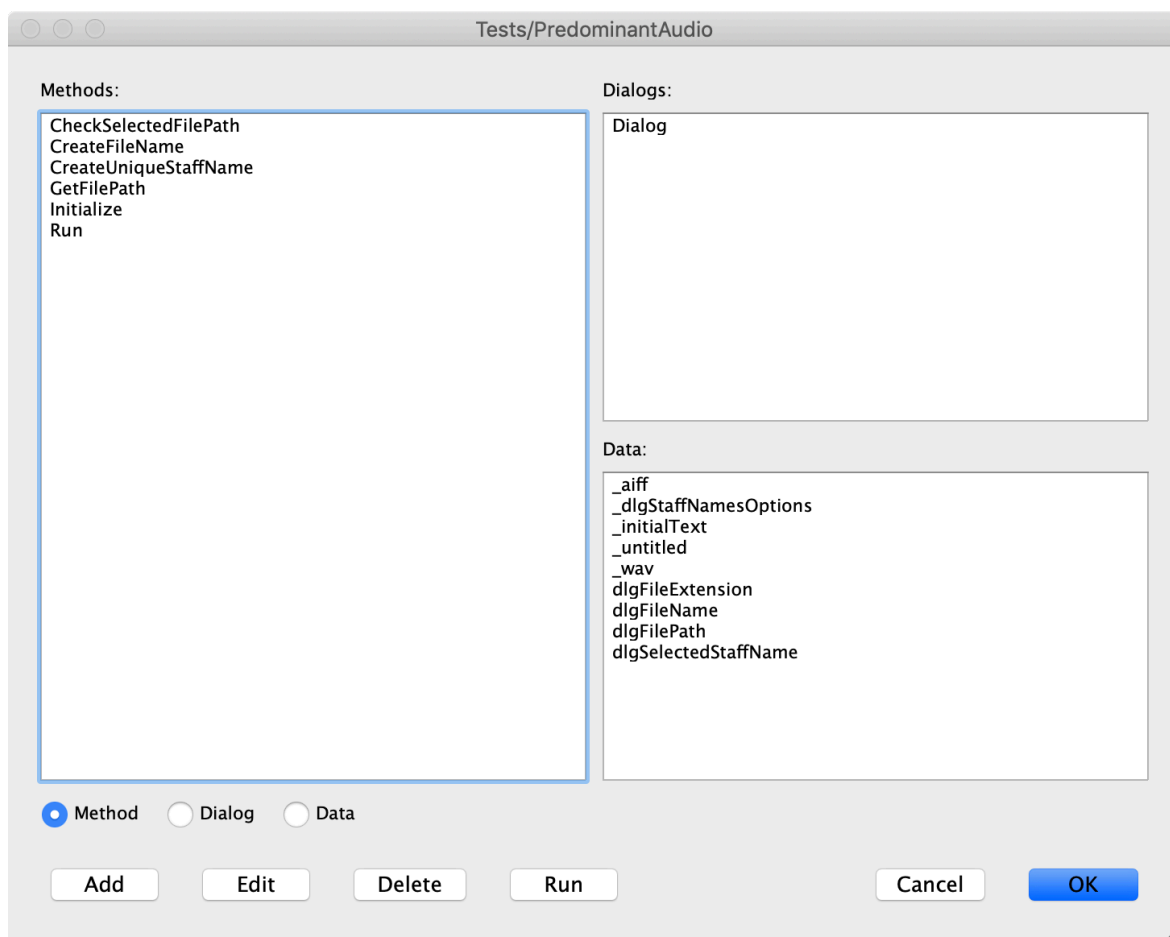 Tests/PredominantAudio
Methods:
CheckSelectedFilePath
CreateFileName
CreateUniqueStaffName
GetFilePath
Initialize
Run
Dialogs:
Dialog
Data:
_aiff
_dlgStaffNamesOptions
_initialText
_untitled
_wav
dlgFileExtension
dlgFileName
dlgFilePath
dlgSelectedStaffName
Method Dialog Data
Add Edit Delete Run Cancel OK